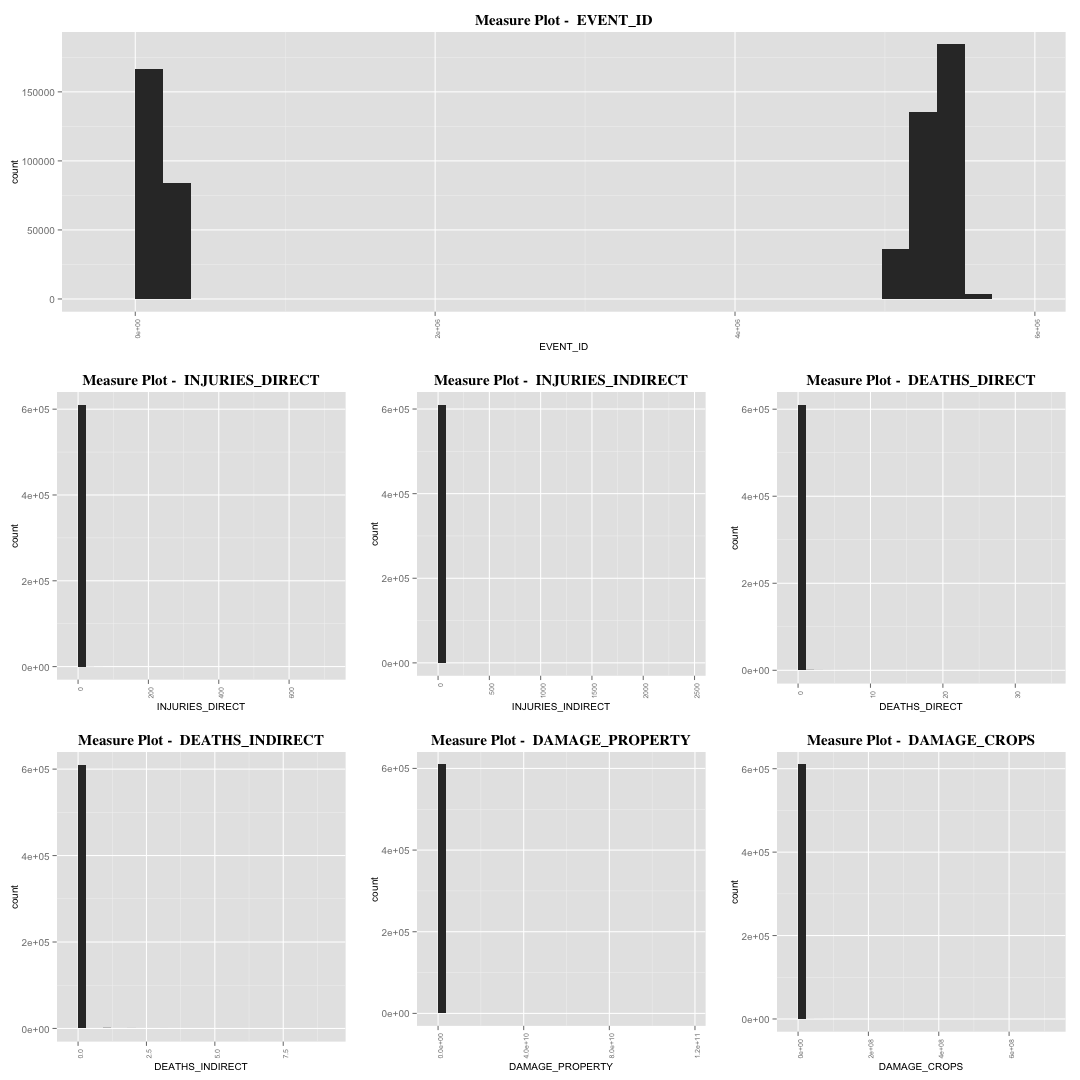 Measure Plot - EVENT_ID
count
150000
100000
50000
0
0e+00 2e+06 4e+06 6e+06
EVENT_ID
Measure Plot - INJURIES_DIRECT
count
6e+05
4e+05
2e+05
0e+00
0 200 400 600
INJURIES_DIRECT
Measure Plot - INJURIES_INDIRECT
count
6e+05
4e+05
2e+05
0e+00
0 500 1000 1500 2000 2500
INJURIES_INDIRECT
Measure Plot - DEATHS_DIRECT
count
6e+05
4e+05
2e+05
0e+00
0 10 20 30
DEATHS_DIRECT
Measure Plot - DEATHS_INDIRECT
count
6e+05
4e+05
2e+05
0e+00
0.0 2.5 5.0 7.5
DEATHS_INDIRECT
Measure Plot - DAMAGE_PROPERTY
count
6e+05
4e+05
2e+05
0e+00
0.0e+00 4.0e+10 8.0e+10 1.2e+11
DAMAGE_PROPERTY
Measure Plot - DAMAGE_CROPS
count
6e+05
4e+05
2e+05
0e+00
0e+00 2e+08 4e+08 6e+08
DAMAGE_CROPS